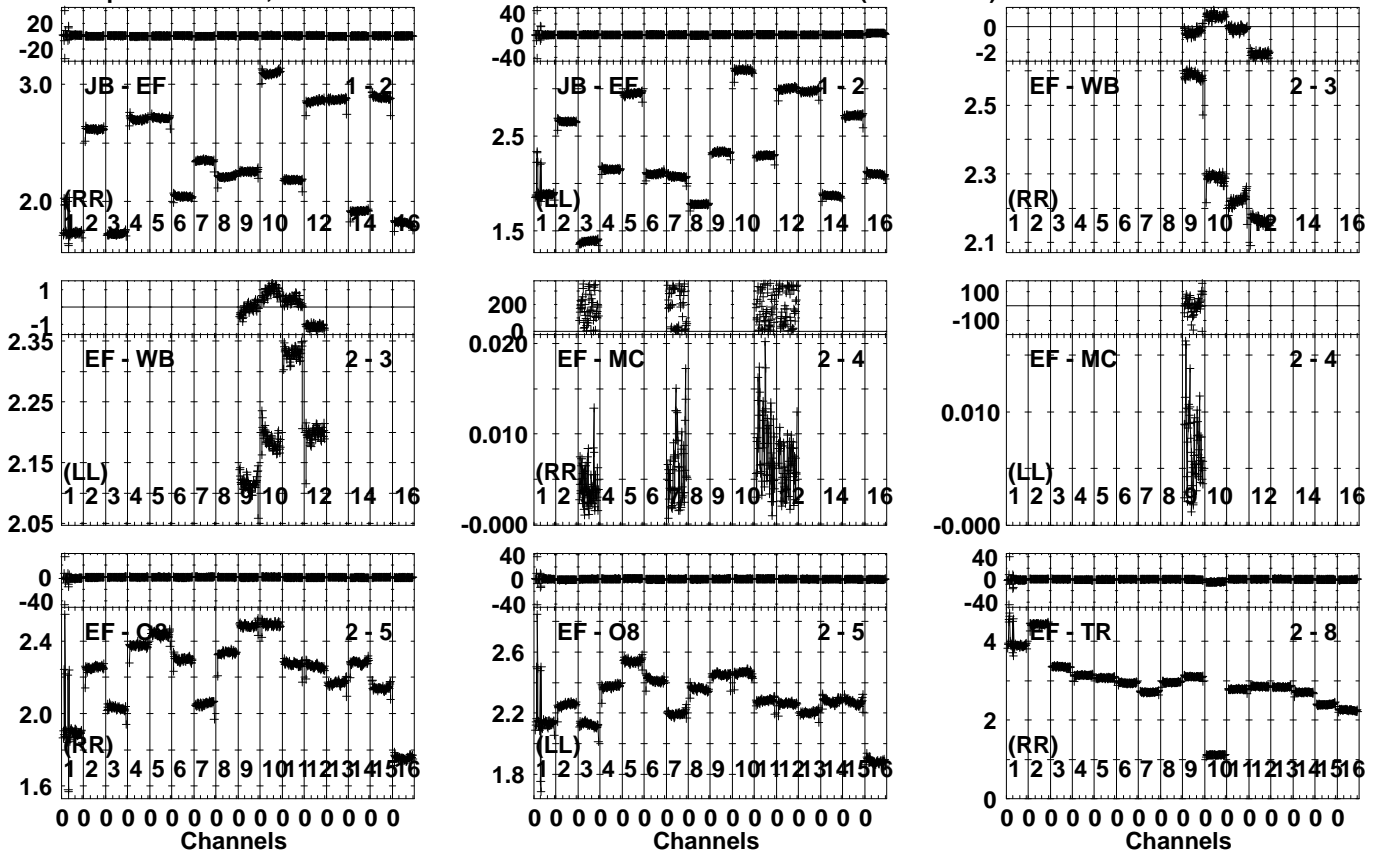 20
-20
3.0
2.0
JB - EF 1 - 2
(RR)
1 2 3 4 5 6 7 8 9 10 12 14 16
40
0
-40
2.5
1.5
JB - EF 1 - 2
(LL)
1 2 3 4 5 6 7 8 9 10 12 14 16
0
-2
2.5
2.3
2.1
EF - WB 2 - 3
(RR)
1 2 3 4 5 6 7 8 9 10 12 14 16
1
-1
2.35
2.25
2.15
2.05
EF - WB 2 - 3
(LL)
1 2 3 4 5 6 7 8 9 10 12 14 16
200
0
0.020
0.010
-0.000
EF - MC 2 - 4
(RR)
1 2 3 4 5 6 7 8 9 10 12 14 16
100
-100
0.010
-0.000
EF - MC 2 - 4
(LL)
1 2 3 4 5 6 7 8 9 10 12 14 16
0
-40
2.4
2.0
1.6
EF - O8 2 - 5
(RR)
1 2 3 4 5 6 7 8 9 10 11 12 13 14 15 16
0 0 0 0 0 0 0 0 0 0 0 0 0 0 0 0
Channels
40
0
-40
2.6
2.2
1.8
EF - O8 2 - 5
(LL)
1 2 3 4 5 6 7 8 9 10 11 12 13 14 15 16
0 0 0 0 0 0 0 0 0 0 0 0 0 0 0 0
Channels
40
0
-40
4
2
0
EF - TR 2 - 8
(RR)
1 2 3 4 5 6 7 8 9 10 11 12 13 14 15 16
0 0 0 0 0 0 0 0 0 0 0 0 0 0 0 0
Channels